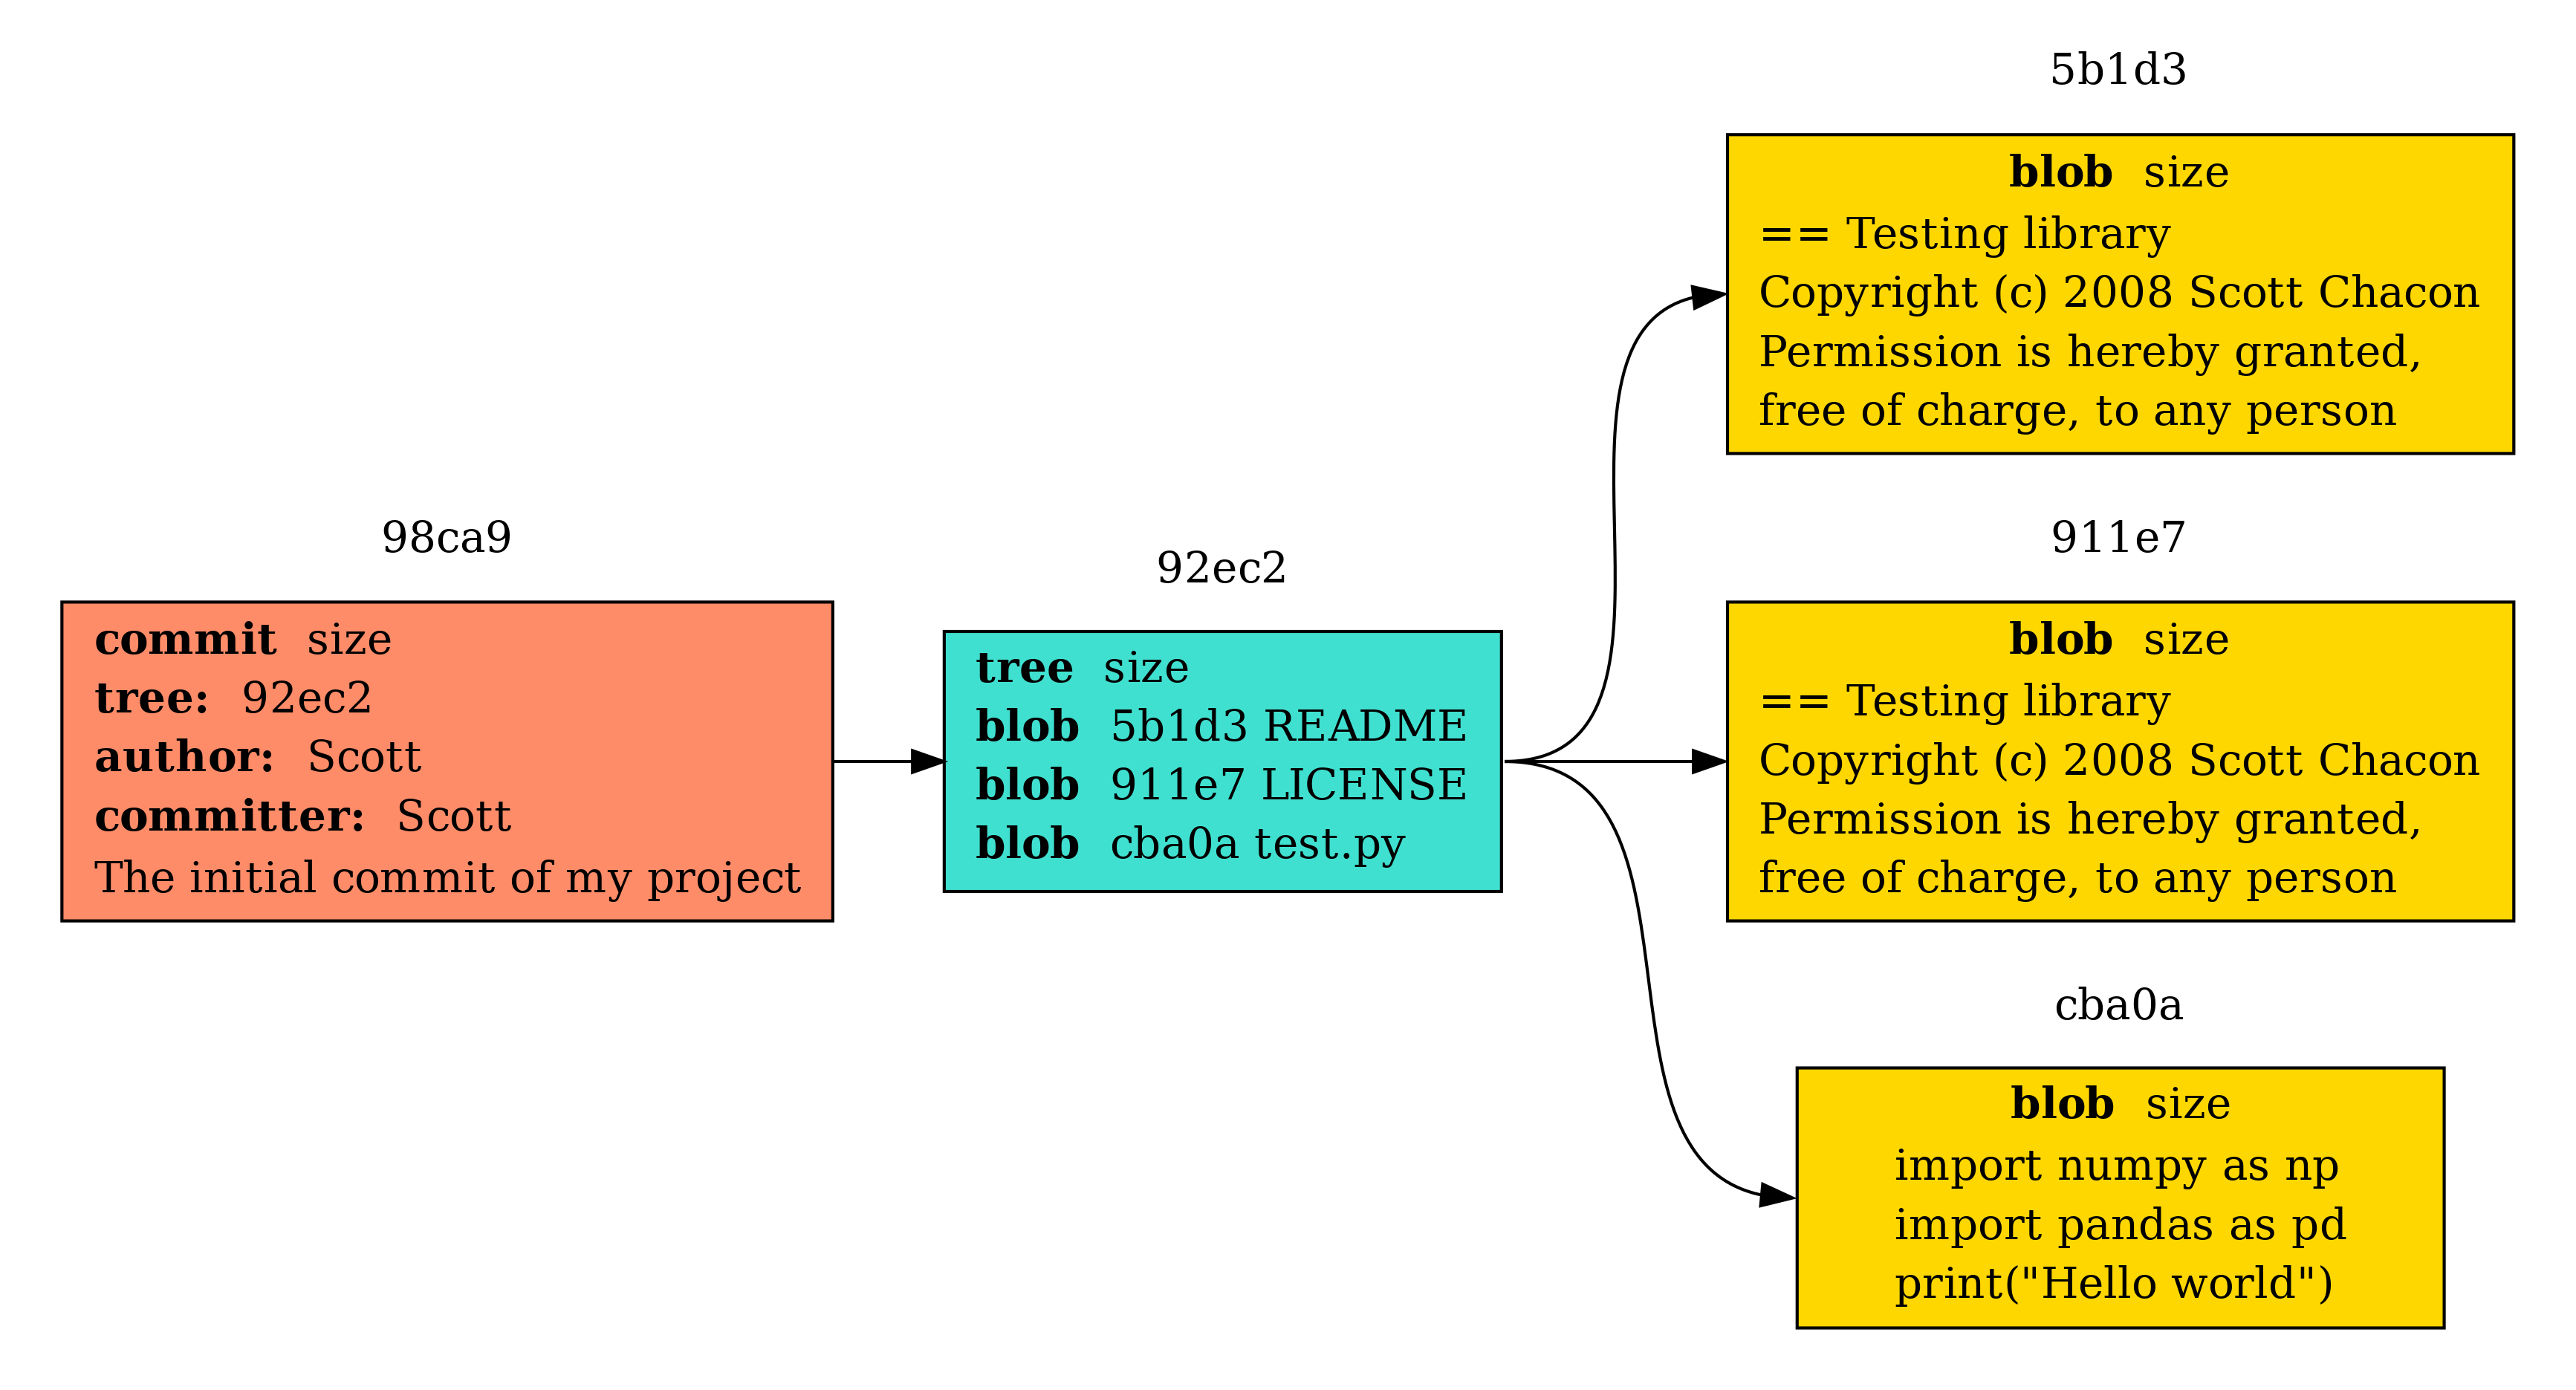 98ca9
commit size
tree: 92ec2
author: Scott
committer: Scott
The initial commit of my project
92ec2
tree size
blob 5b1d3 README
blob 911e7 LICENSE
blob cba0a test.py
5b1d3
blob size
== Testing library
Copyright (c) 2008 Scott Chacon
Permission is hereby granted,
free of charge, to any person
911e7
blob size
== Testing library
Copyright (c) 2008 Scott Chacon
Permission is hereby granted,
free of charge, to any person
cba0a
blob size
import numpy as np
import pandas as pd
print("Hello world")